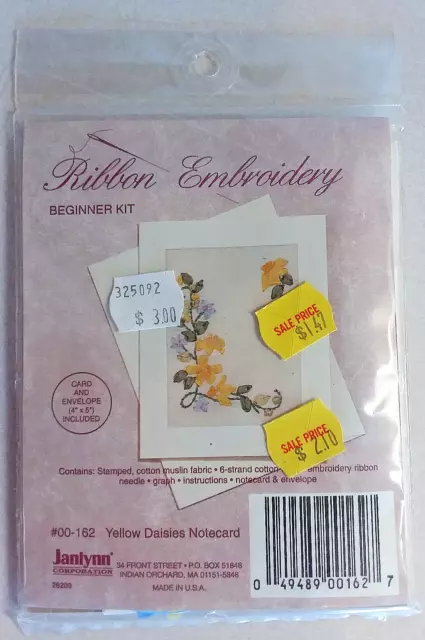 Ribbon Embroidery
BEGINNER KIT
325092
$ 3.00
SALE PRICE
$1.47
SALE PRICE
$ 2.10
CARD
AND
ENVELOPE
(4" x 5")
INCLUDED
Contains: Stamped, cotton muslin fabric • 6-strand cotton embroidery ribbon
needle • graph • instructions • notecard & envelope
#00-162 Yellow Daisies Notecard
Janlynn®
CORPORATION
34 FRONT STREET • P.O. BOX 51848
INDIAN ORCHARD, MA 01151-5848
26200
MADE IN U.S.A.
0 49489 00162 7